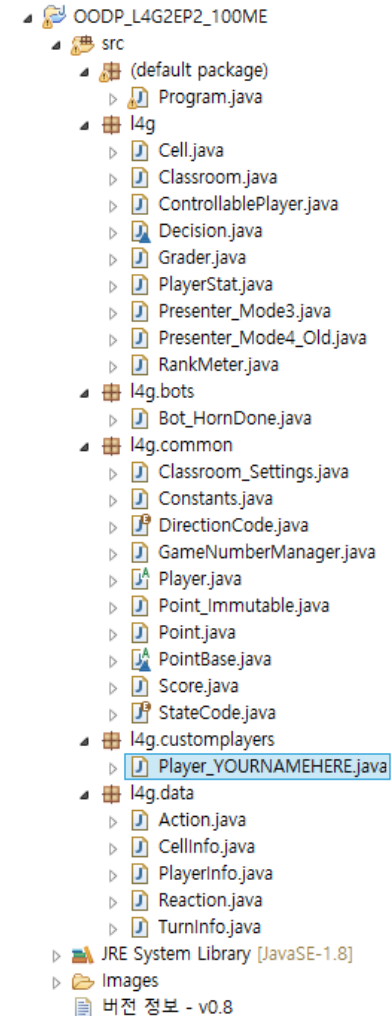 OODP_L4G2EP2_100ME
src
(default package)
Program.java
l4g
Cell.java
Classroom.java
ControllablePlayer.java
Decision.java
Grader.java
PlayerStat.java
Presenter_Mode3.java
Presenter_Mode4_Old.java
RankMeter.java
l4g.bots
Bot_HornDone.java
l4g.common
Classroom_Settings.java
Constants.java
DirectionCode.java
GameNumberManager.java
Player.java
Point_Immutable.java
Point.java
PointBase.java
Score.java
StateCode.java
l4g.customplayers
Player_YOURNAMEHERE.java
l4g.data
Action.java
CellInfo.java
PlayerInfo.java
Reaction.java
TurnInfo.java
JRE System Library [JavaSE-1.8]
Images
버전 정보 - v0.8